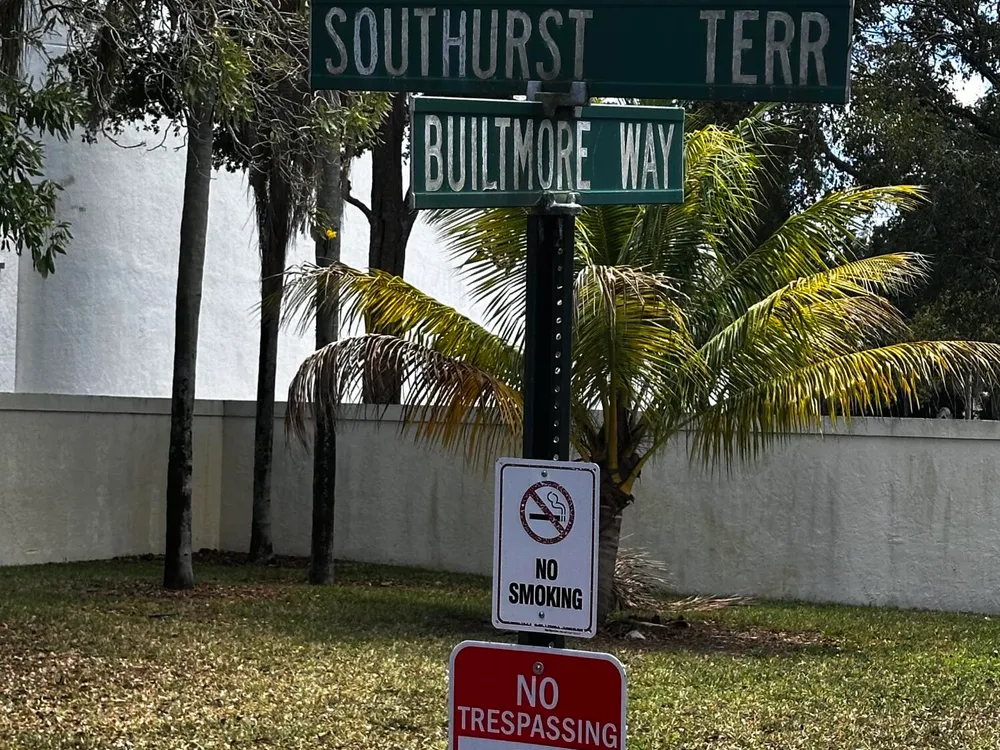 SOUTHURST TERR
BUILTMORE WAY
NO
SMOKING
NO
TRESPASSING